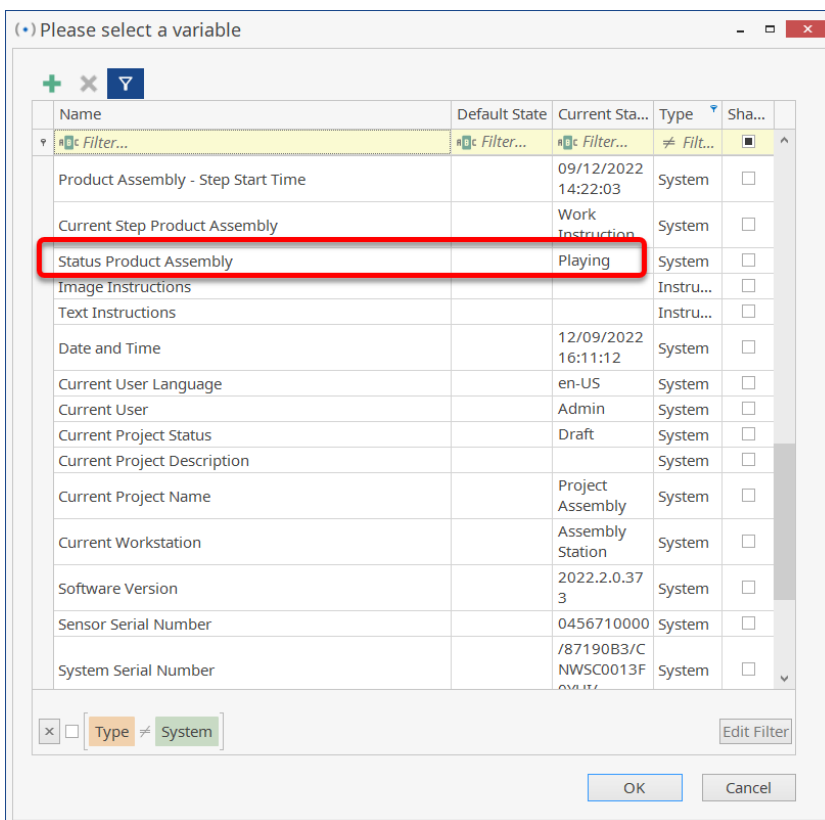 Please select a variable
Name Default State Current Sta... Type Sha...
Filter... Filter... Filter... ≠ Filt...
Product Assembly - Step Start Time 09/12/2022 14:22:03 System
Current Step Product Assembly Work Instruction System
Status Product Assembly Playing System
Image Instructions Instru...
Text Instructions Instru...
Date and Time 12/09/2022 16:11:12 System
Current User Language en-US System
Current User Admin System
Current Project Status Draft System
Current Project Description System
Current Project Name Project Assembly System
Current Workstation Assembly Station System
Software Version 2022.2.0.373 System
Sensor Serial Number 0456710000 System
System Serial Number /87190B3/CNWSC0013F System
Type ≠ System
Edit Filter
OK Cancel